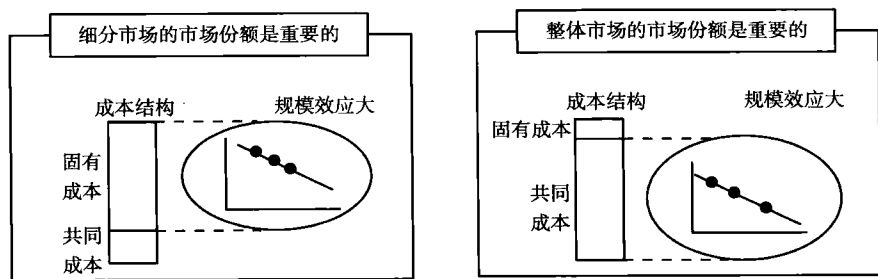 细分市场的市场份额是重要的
成本结构
规模效应大
固有
成本
共同
成本
整体市场的市场份额是重要的
成本结构
规模效应大
固有成本
共同
成本